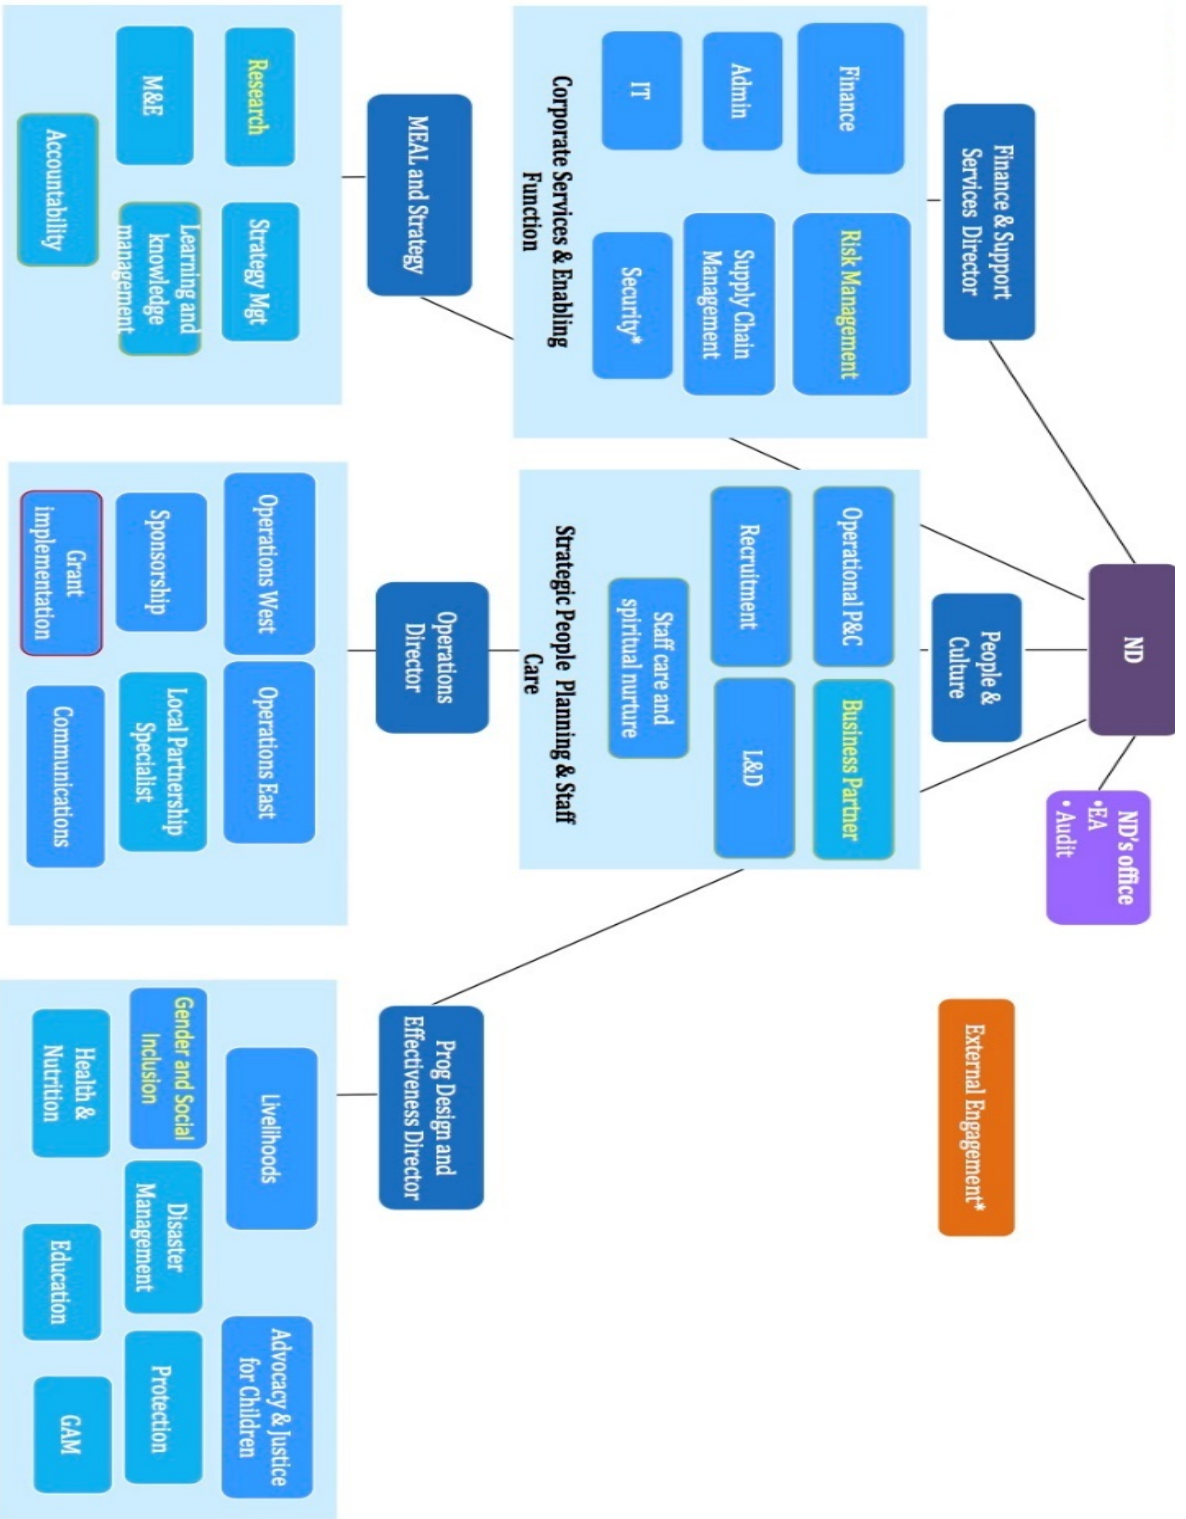 ND
ND's office
•EA
• Audit
Finance & Support
Services Director
People &
Culture
External Engagement*
Finance
Risk Management
Admin
Supply Chain
Management
IT
Security*
Corporate Services & Enabling
Function
Operational P&C
Business Partner
Recruitment
L&D
Staff care and
spiritual nurture
Strategic People Planning & Staff
Care
MEAL and Strategy
Operations
Director
Prog Design and
Effectiveness Director
Research
Strategy Mgt
M&E
Learning and
knowledge
management
Accountability
Operations West
Operations East
Sponsorship
Local Partnership
Specialist
Grant
implementation
Communications
Livelihoods
Advocacy & Justice
for Children
Gender and Social
Inclusion
Disaster
Management
Protection
Health &
Nutrition
Education
GAM